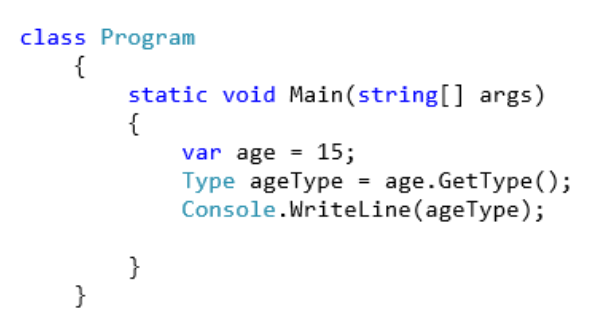 class Program
{
static void Main(string[] args)
{
var age = 15;
Type ageType = age.GetType();
Console.WriteLine(ageType);
}
}